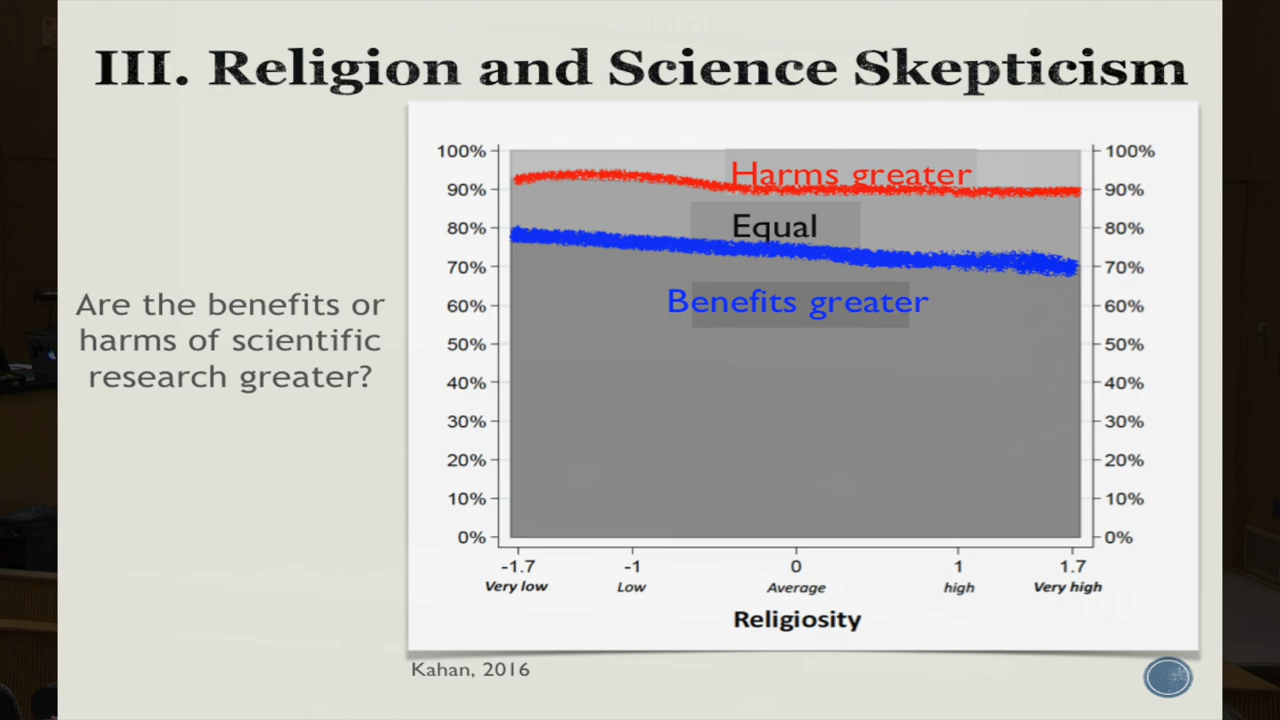 III. Religion and Science Skepticism
Are the benefits or
harms of scientific
research greater?
100%
90%
80%
70%
60%
50%
40%
30%
20%
10%
0%
Harms greater
Equal
Benefits greater
100%
90%
80%
70%
60%
50%
40%
30%
20%
10%
0%
-1.7 -1 0 1 1.7
Very low Low Average high Very high
Religiosity
Kahan, 2016